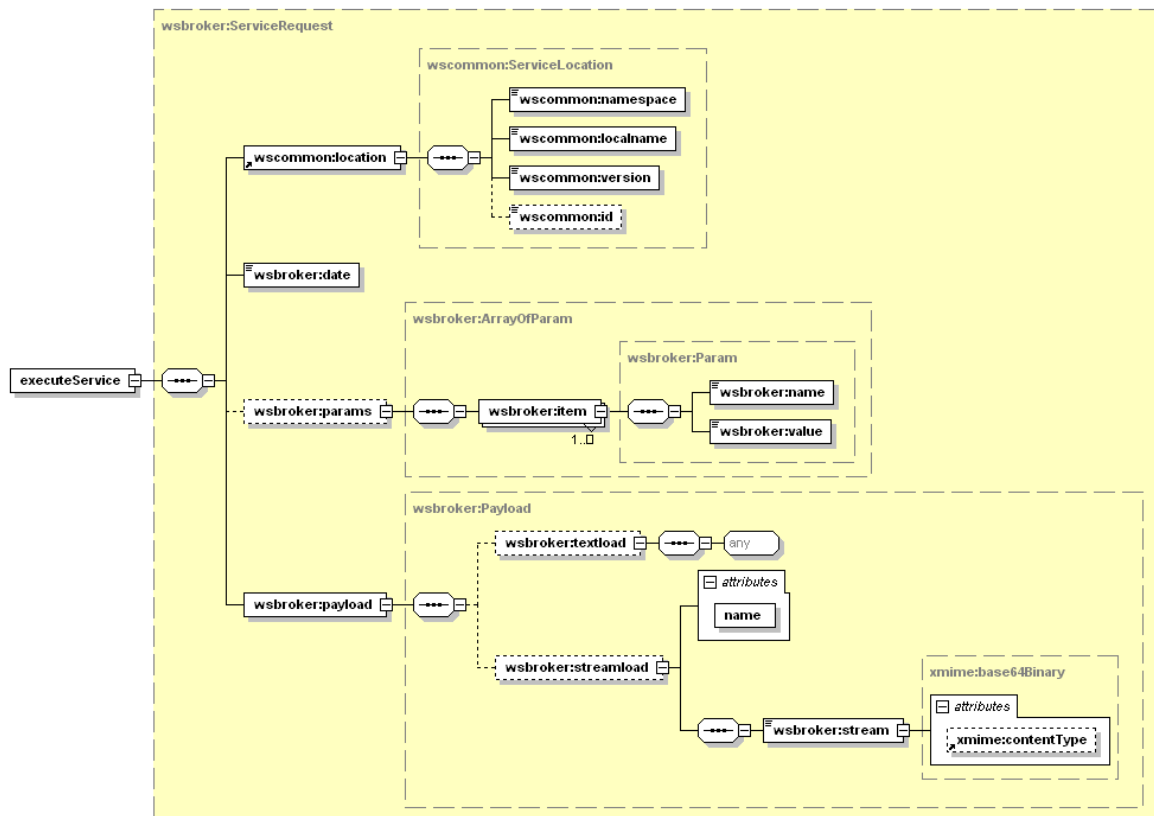 wsbroker:ServiceRequest
wscommon:ServiceLocation
wscommon:namespace
wscommon:localname
wscommon:location
wscommon:version
wscommon:id
wsbroker:date
wsbroker:ArrayOfParam
wsbroker:Param
executeService
wsbroker:name
wsbroker:params
wsbroker:item
wsbroker:value
1..
wsbroker:Payload
wsbroker:textload
any
attributes
name
wsbroker:payload
wsbroker:streamload
xmime:base64Binary
attributes
wsbroker:stream
xmime:contentType